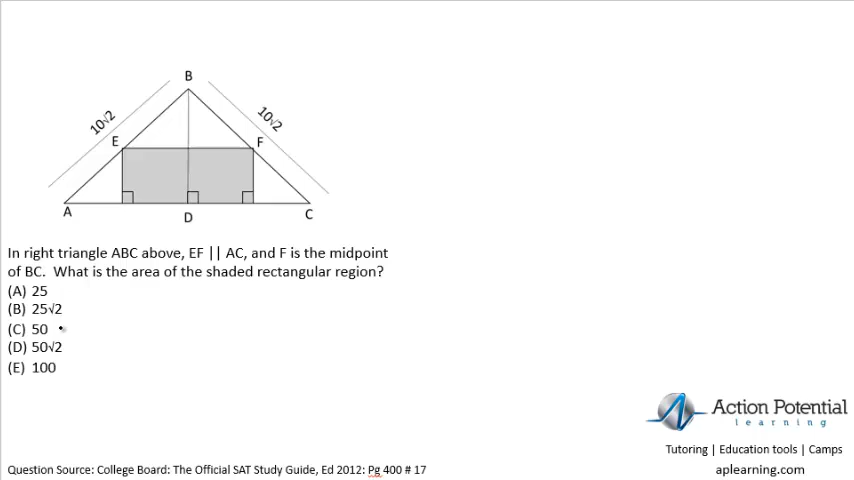 B
10√2
10√2
E
F
A
D
C
In right triangle ABC above, EF || AC, and F is the midpoint
of BC. What is the area of the shaded rectangular region?
(A) 25
(B) 25√2
(C) 50
(D) 50√2
(E) 100
Action Potential
learning
Tutoring | Education tools | Camps
Question Source: College Board: The Official SAT Study Guide, Ed 2012: Pg 400 # 17
aplearning.com